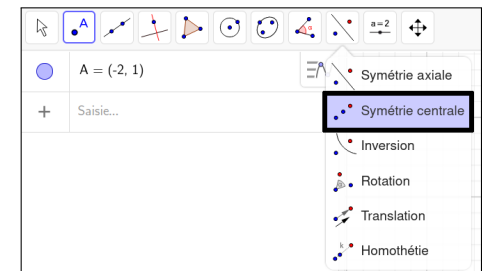 A
a=2
A = (-2, 1)
Symétrie axiale
+ Saisie...
Symétrie centrale
Inversion
Rotation
Translation
k
Homothétie